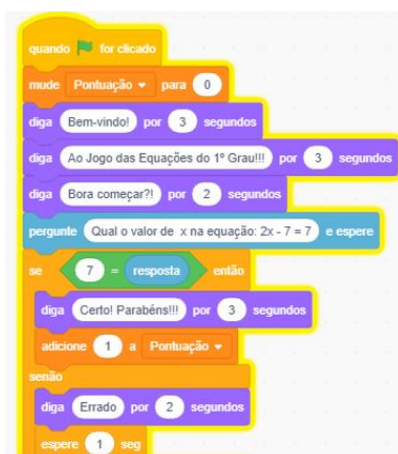 quando for clicado
mude Pontuação para 0
diga Bem-vindo! por 3 segundos
diga Ao Jogo das Equações do 1º Grau!!! por 3 segundos
diga Bora começar?! por 2 segundos
pergunte Qual o valor de x na equação: 2x - 7 = 7 e espere
se 7 = resposta então
diga Certo! Parabéns!!! por 3 segundos
adicione 1 a Pontuação
senão
diga Errado por 2 segundos
espere 1 seg